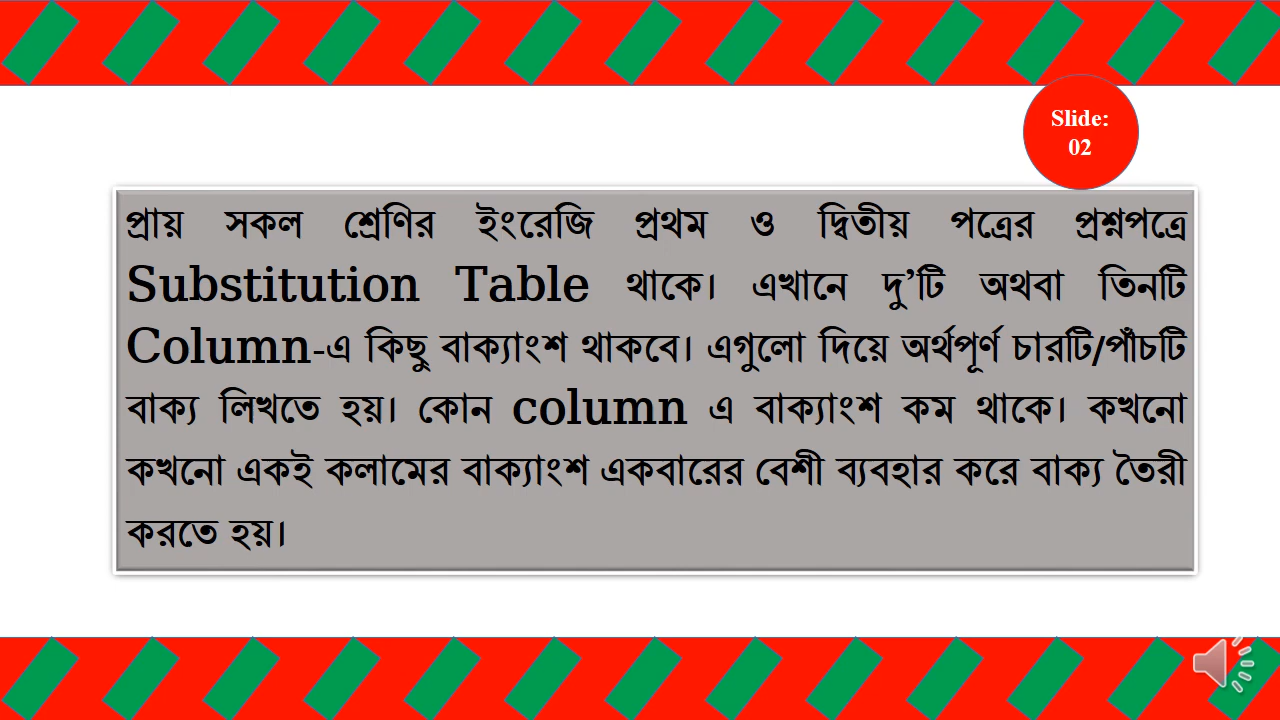 Slide:
02
প্রায় সকল শ্রেণির ইংরেজি প্রথম ও দ্বিতীয় পত্রের প্রশ্নপত্রে
Substitution Table থাকে। এখানে দু’টি অথবা তিনটি
Column-এ কিছু বাক্যাংশ থাকবে। এগুলো দিয়ে অর্থপূর্ণ চারটি/পাঁচটি
বাক্য লিখতে হয়। কোন column এ বাক্যাংশ কম থাকে। কখনো
কখনো একই কলামের বাক্যাংশ একবারের বেশী ব্যবহার করে বাক্য তৈরী
করতে হয়।